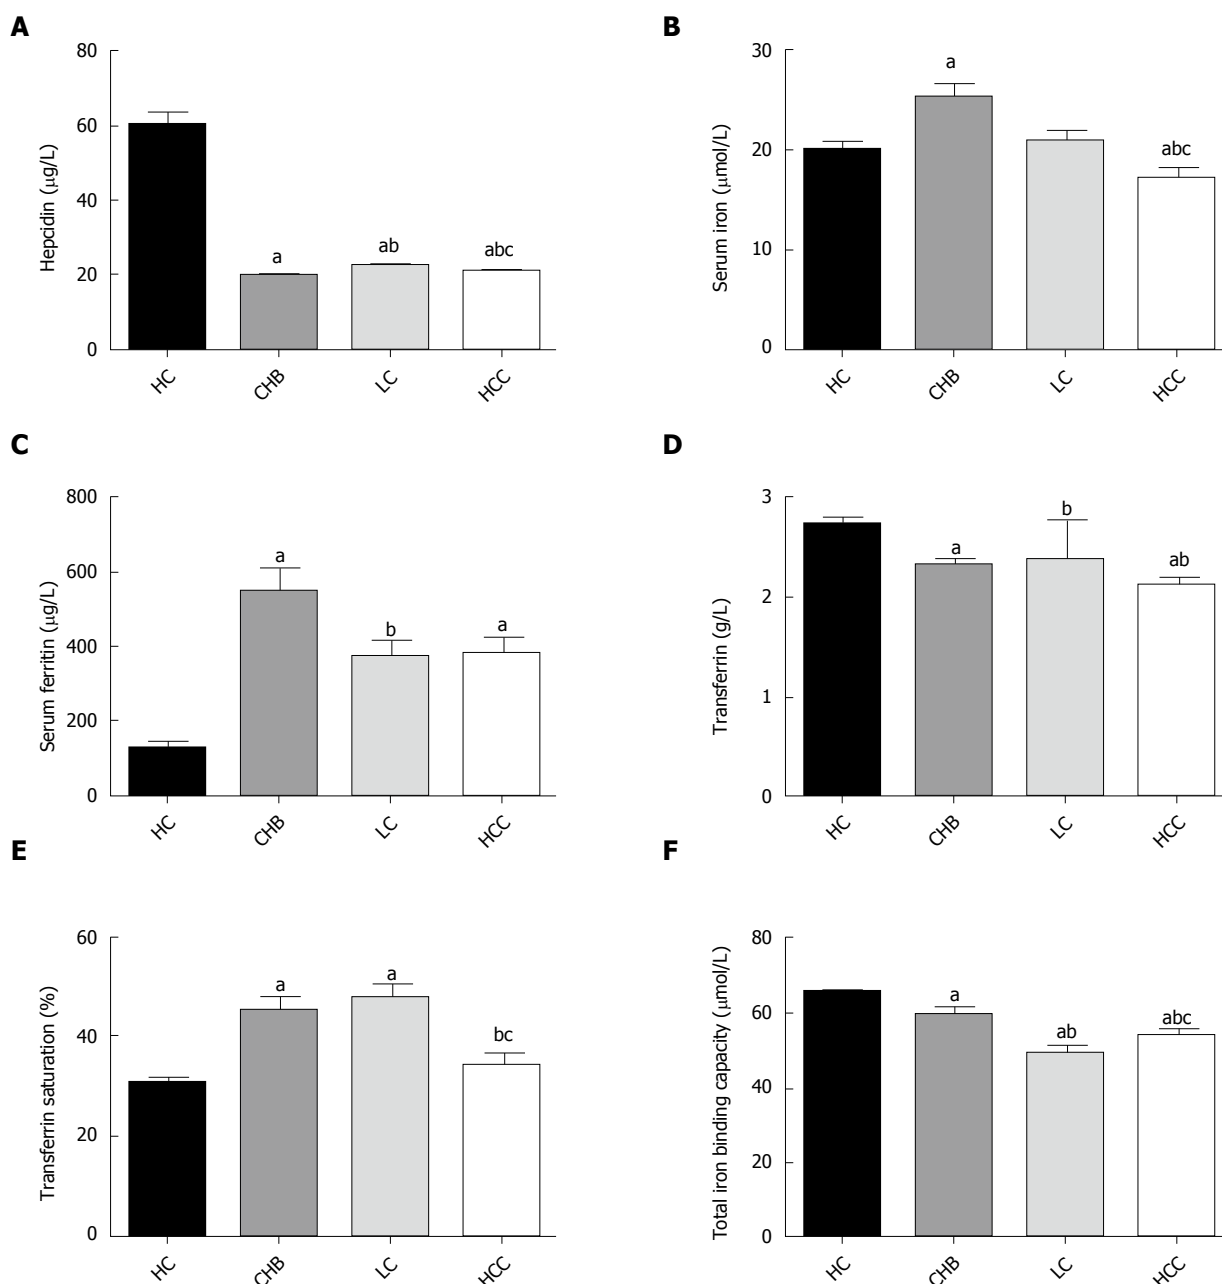 A
Hepcidin (μg/L)
80
60
40
20
0
a
ab
abc
HC
CHB
LC
HCC
B
Serum iron (μmol/L)
30
20
10
0
a
abc
HC
CHB
LC
HCC
C
Serum ferritin (μg/L)
800
600
400
200
0
a
b
a
HC
CHB
LC
HCC
D
Transferrin (g/L)
3
2
1
0
a
b
ab
HC
CHB
LC
HCC
E
Transferrin saturation (%)
60
40
20
0
a
a
bc
HC
CHB
LC
HCC
F
Total iron binding capacity (μmol/L)
80
60
40
20
0
a
ab
abc
HC
CHB
LC
HCC